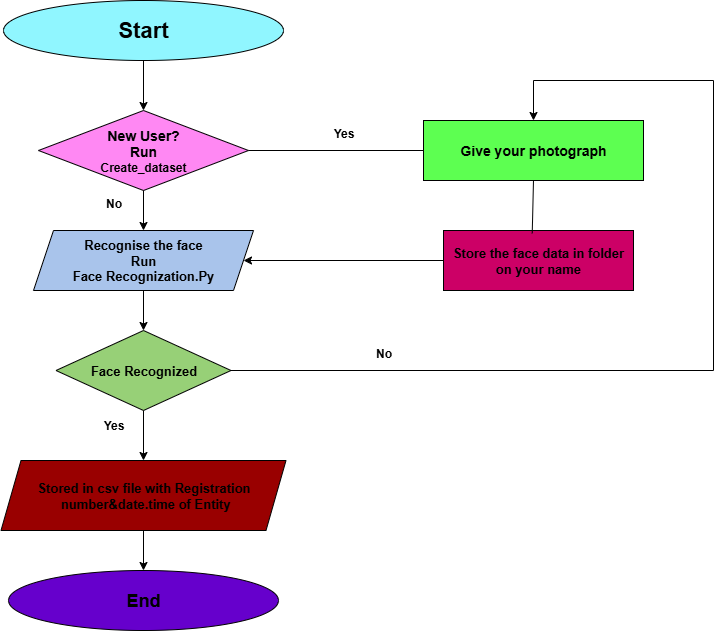 Start
New User?
Run
Create_dataset
Yes
Give your photograph
No
Recognise the face
Run
Face Recognization.Py
Store the face data in folder
on your name
Face Recognized
No
Yes
Stored in csv file with Registration
number&date.time of Entity
End